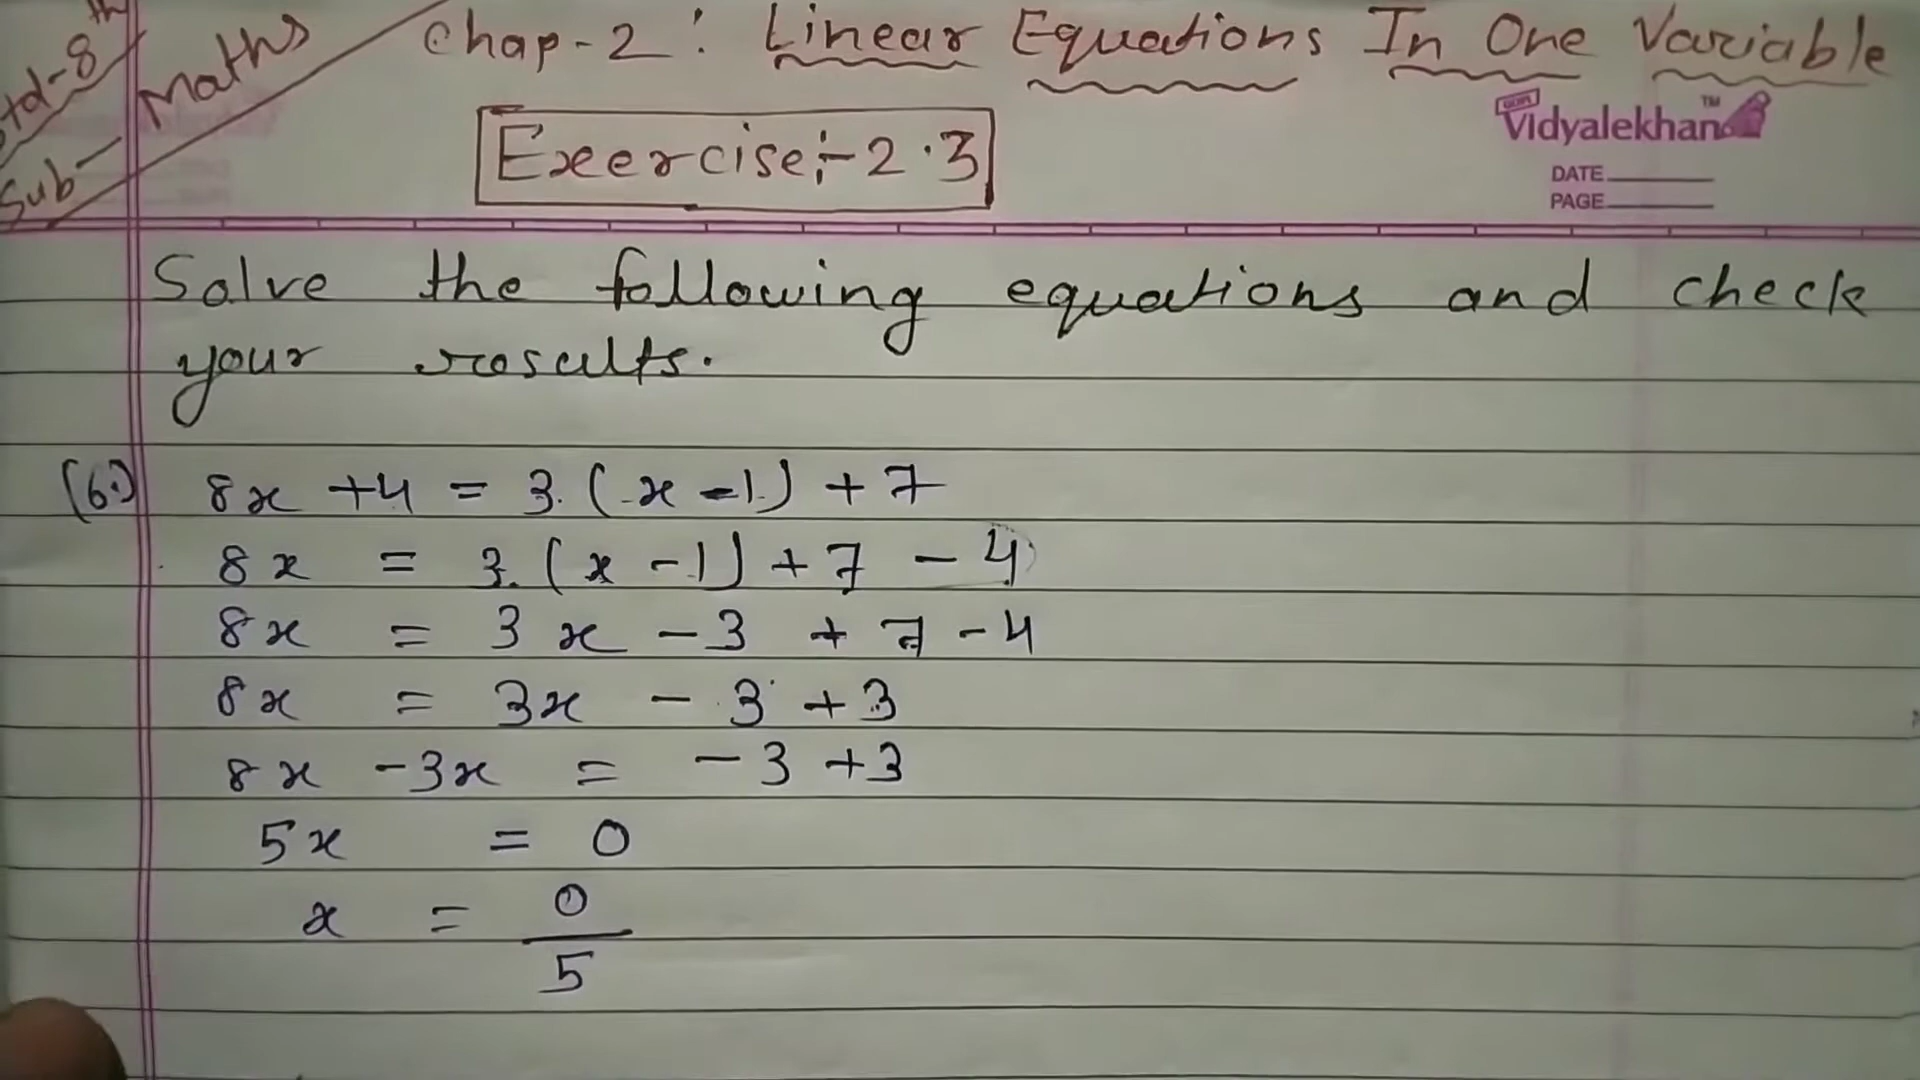 Std-8th
Sub- Maths
Chap-2: Linear Equations In One Variable
Exercise:-2.3
Vidyalekhan TM
DATE
PAGE
Solve the following equations and check
your results.
(6.) 8x + 4 = 3.(x - 1) + 7
8x = 3.(x - 1) + 7 - 4
8x = 3x - 3 + 7 - 4
8x = 3x - 3 + 3
8x - 3x = - 3 + 3
5x = 0
x = 0/5